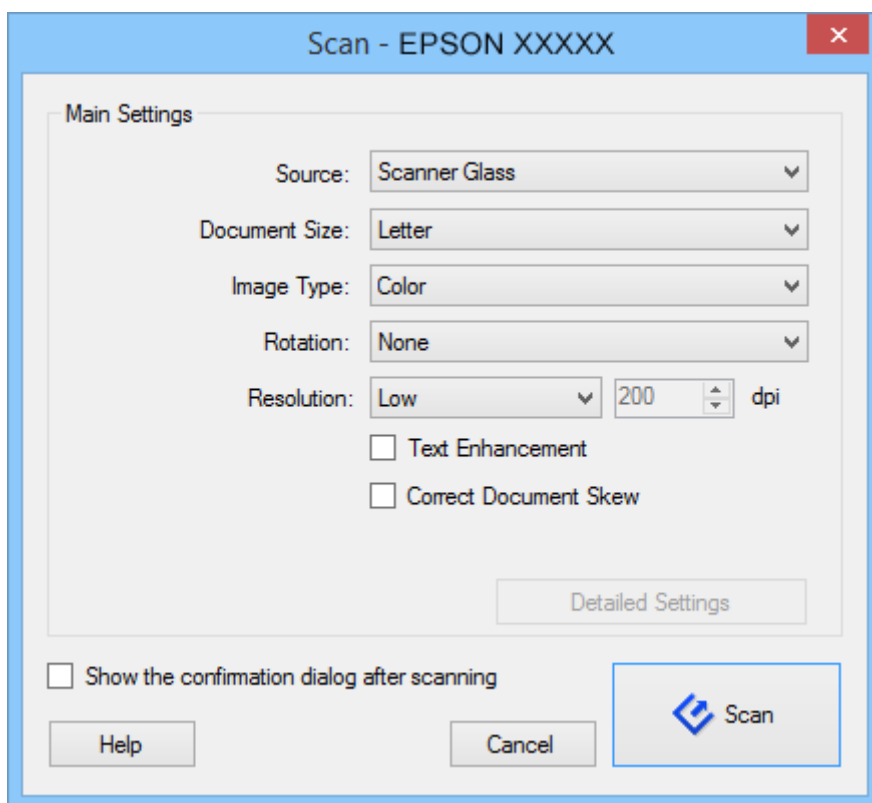 Scan - EPSON XXXXX
Main Settings
Source: Scanner Glass
Document Size: Letter
Image Type: Color
Rotation: None
Resolution: Low 200 dpi
Text Enhancement
Correct Document Skew
Detailed Settings
Show the confirmation dialog after scanning
Scan
Help Cancel